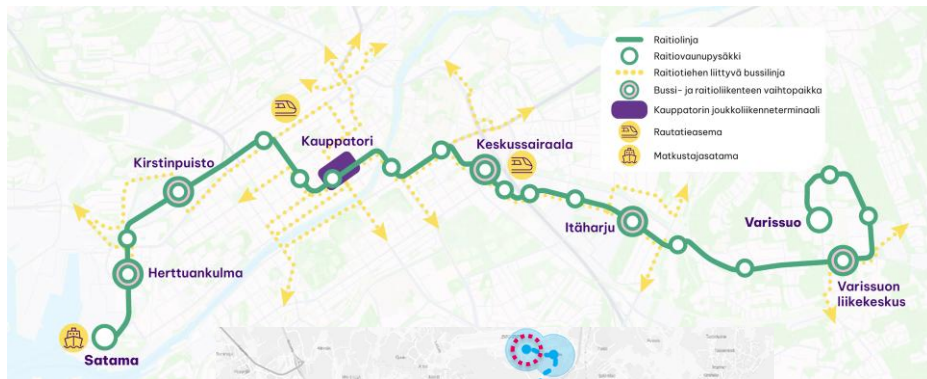 Raitiolinja
Raitiovaunupysäkki
Raitiotiehen liittyvä bussilinja
Bussi- ja raitioliikenteen vaihtopaikka
Kauppatorin joukkoliikenneterminaali
Rautatieasema
Matkustajasatama
Kauppatori
Kirstinpuisto
Keskussairaala
Itäharju
Varissuo
Herttuankulma
Varissuon
liikekeskus
Satama